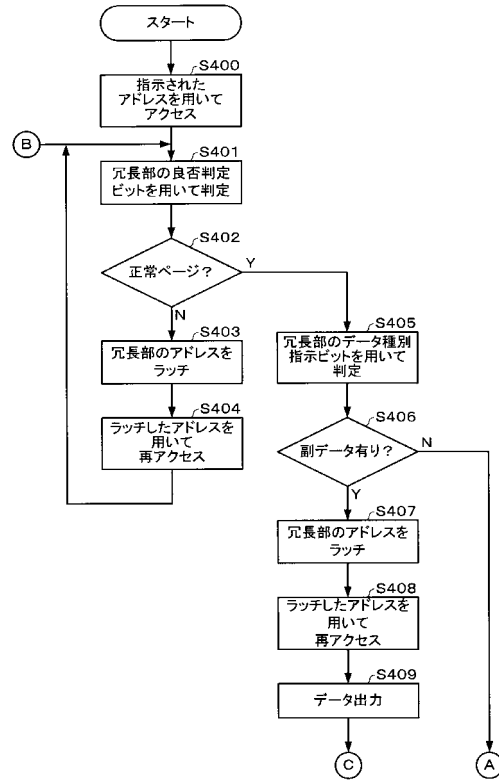 スタート
S400
指示された
アドレスを用いて
アクセス
B
S401
冗長部の良否判定
ビットを用いて判定
S402
正常ページ?
Y
N
S403
冗長部のアドレスを
ラッチ
S404
ラッチしたアドレスを
用いて
再アクセス
S405
冗長部のデータ種別
指示ビットを用いて
判定
S406
副データ有り?
N
Y
S407
冗長部のアドレスを
ラッチ
S408
ラッチしたアドレスを
用いて
再アクセス
S409
データ出力
C
A